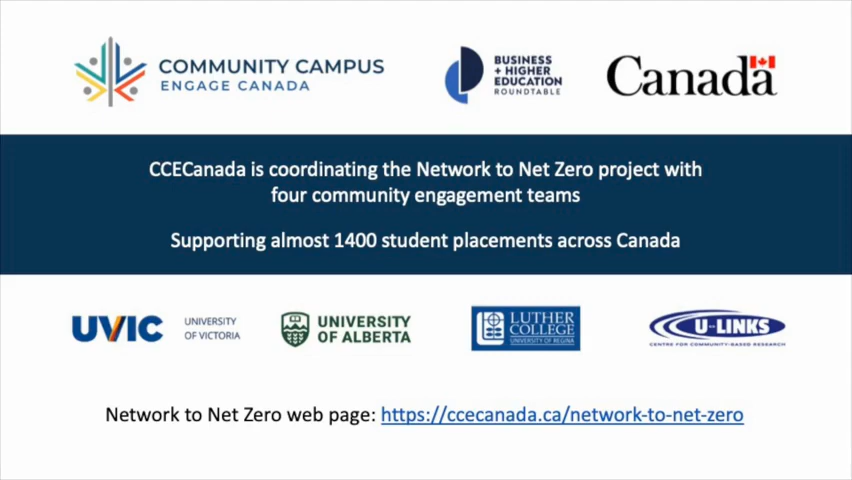 COMMUNITY CAMPUS
ENGAGE CANADA
BUSINESS
+ HIGHER
EDUCATION
ROUNDTABLE
Canada
CCECanada is coordinating the Network to Net Zero project with
four community engagement teams
Supporting almost 1400 student placements across Canada
UVIC
UNIVERSITY
OF VICTORIA
UNIVERSITY
OF ALBERTA
LUTHER
COLLEGE
UNIVERSITY OF REGINA
U-LINKS
CENTRE FOR COMMUNITY-BASED RESEARCH
Network to Net Zero web page: https://ccecanada.ca/network-to-net-zero